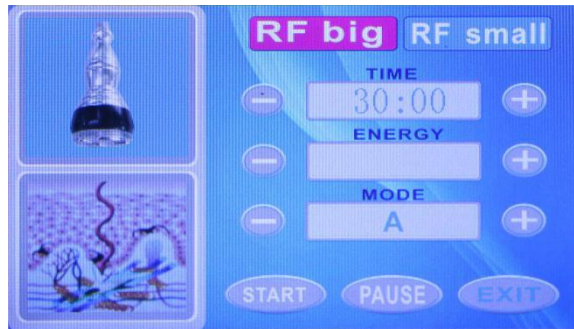 RF big RF small
TIME
− 30:00 +
ENERGY
− +
MODE
− A +
START PAUSE EXIT